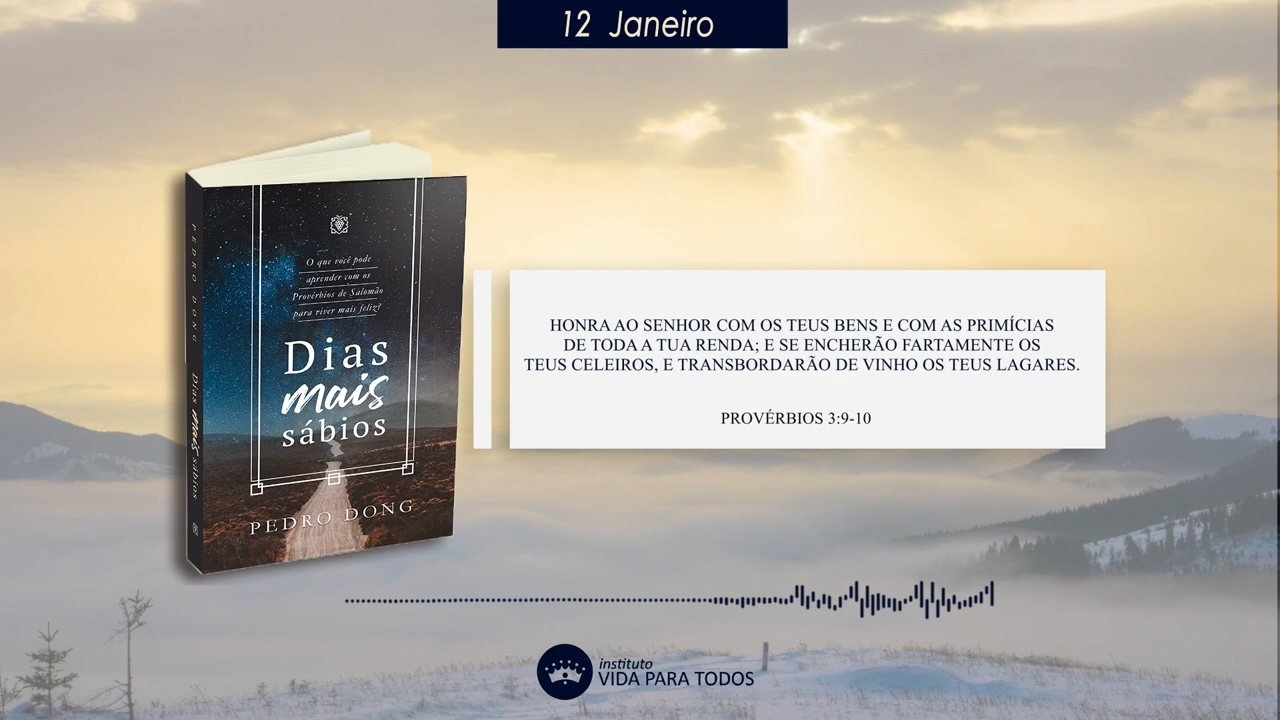 12 Janeiro
O que você pode
aprender com os
Provérbios de Salomão
para viver mais feliz?
Dias
mais
sábios
PEDRO DONG
PEDRO DONG
Dias mais sábios
HONRA AO SENHOR COM OS TEUS BENS E COM AS PRIMÍCIAS
DE TODA A TUA RENDA; E SE ENCHERÃO FARTAMENTE OS
TEUS CELEIROS, E TRANSBORDARÃO DE VINHO OS TEUS LAGARES.
PROVÉRBIOS 3:9-10
instituto
VIDA PARA TODOS